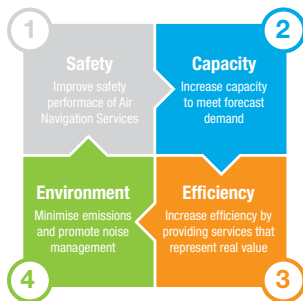 1
Safety
Improve safety
performace of Air
Navigation Services
2
Capacity
Increase capacity
to meet forecast
demand
Environment
Minimise emissions
and promote noise
management
4
Efficiency
Increase efficiency by
providing services that
represent real value
3